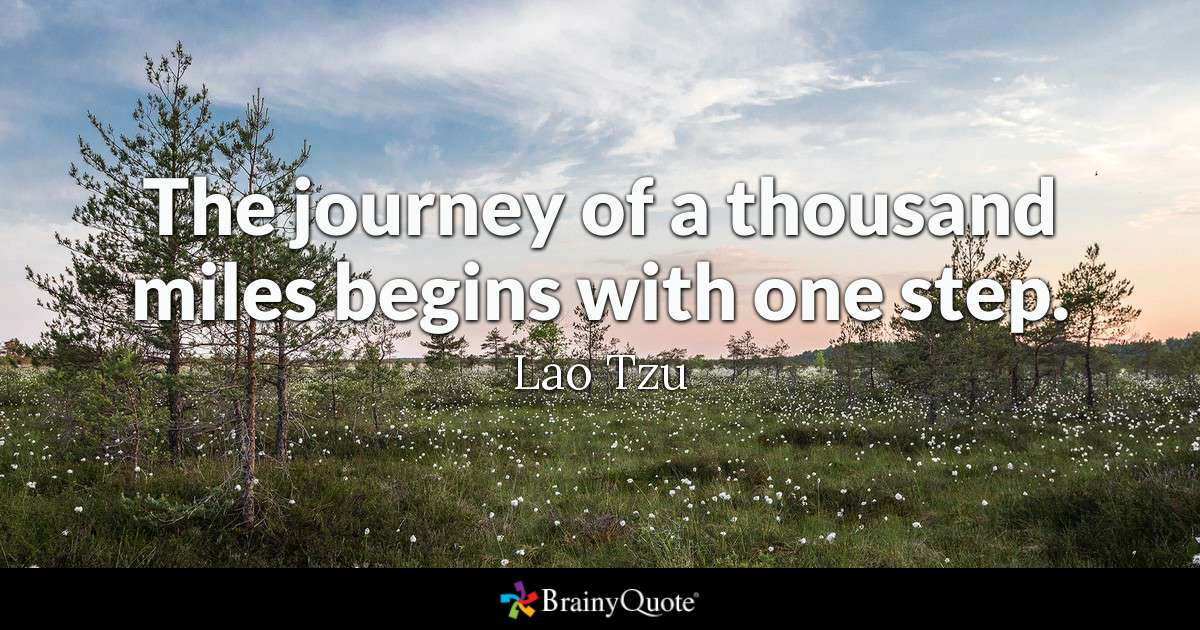 The journey of a thousand
miles begins with one step.
Lao Tzu
BrainyQuote®